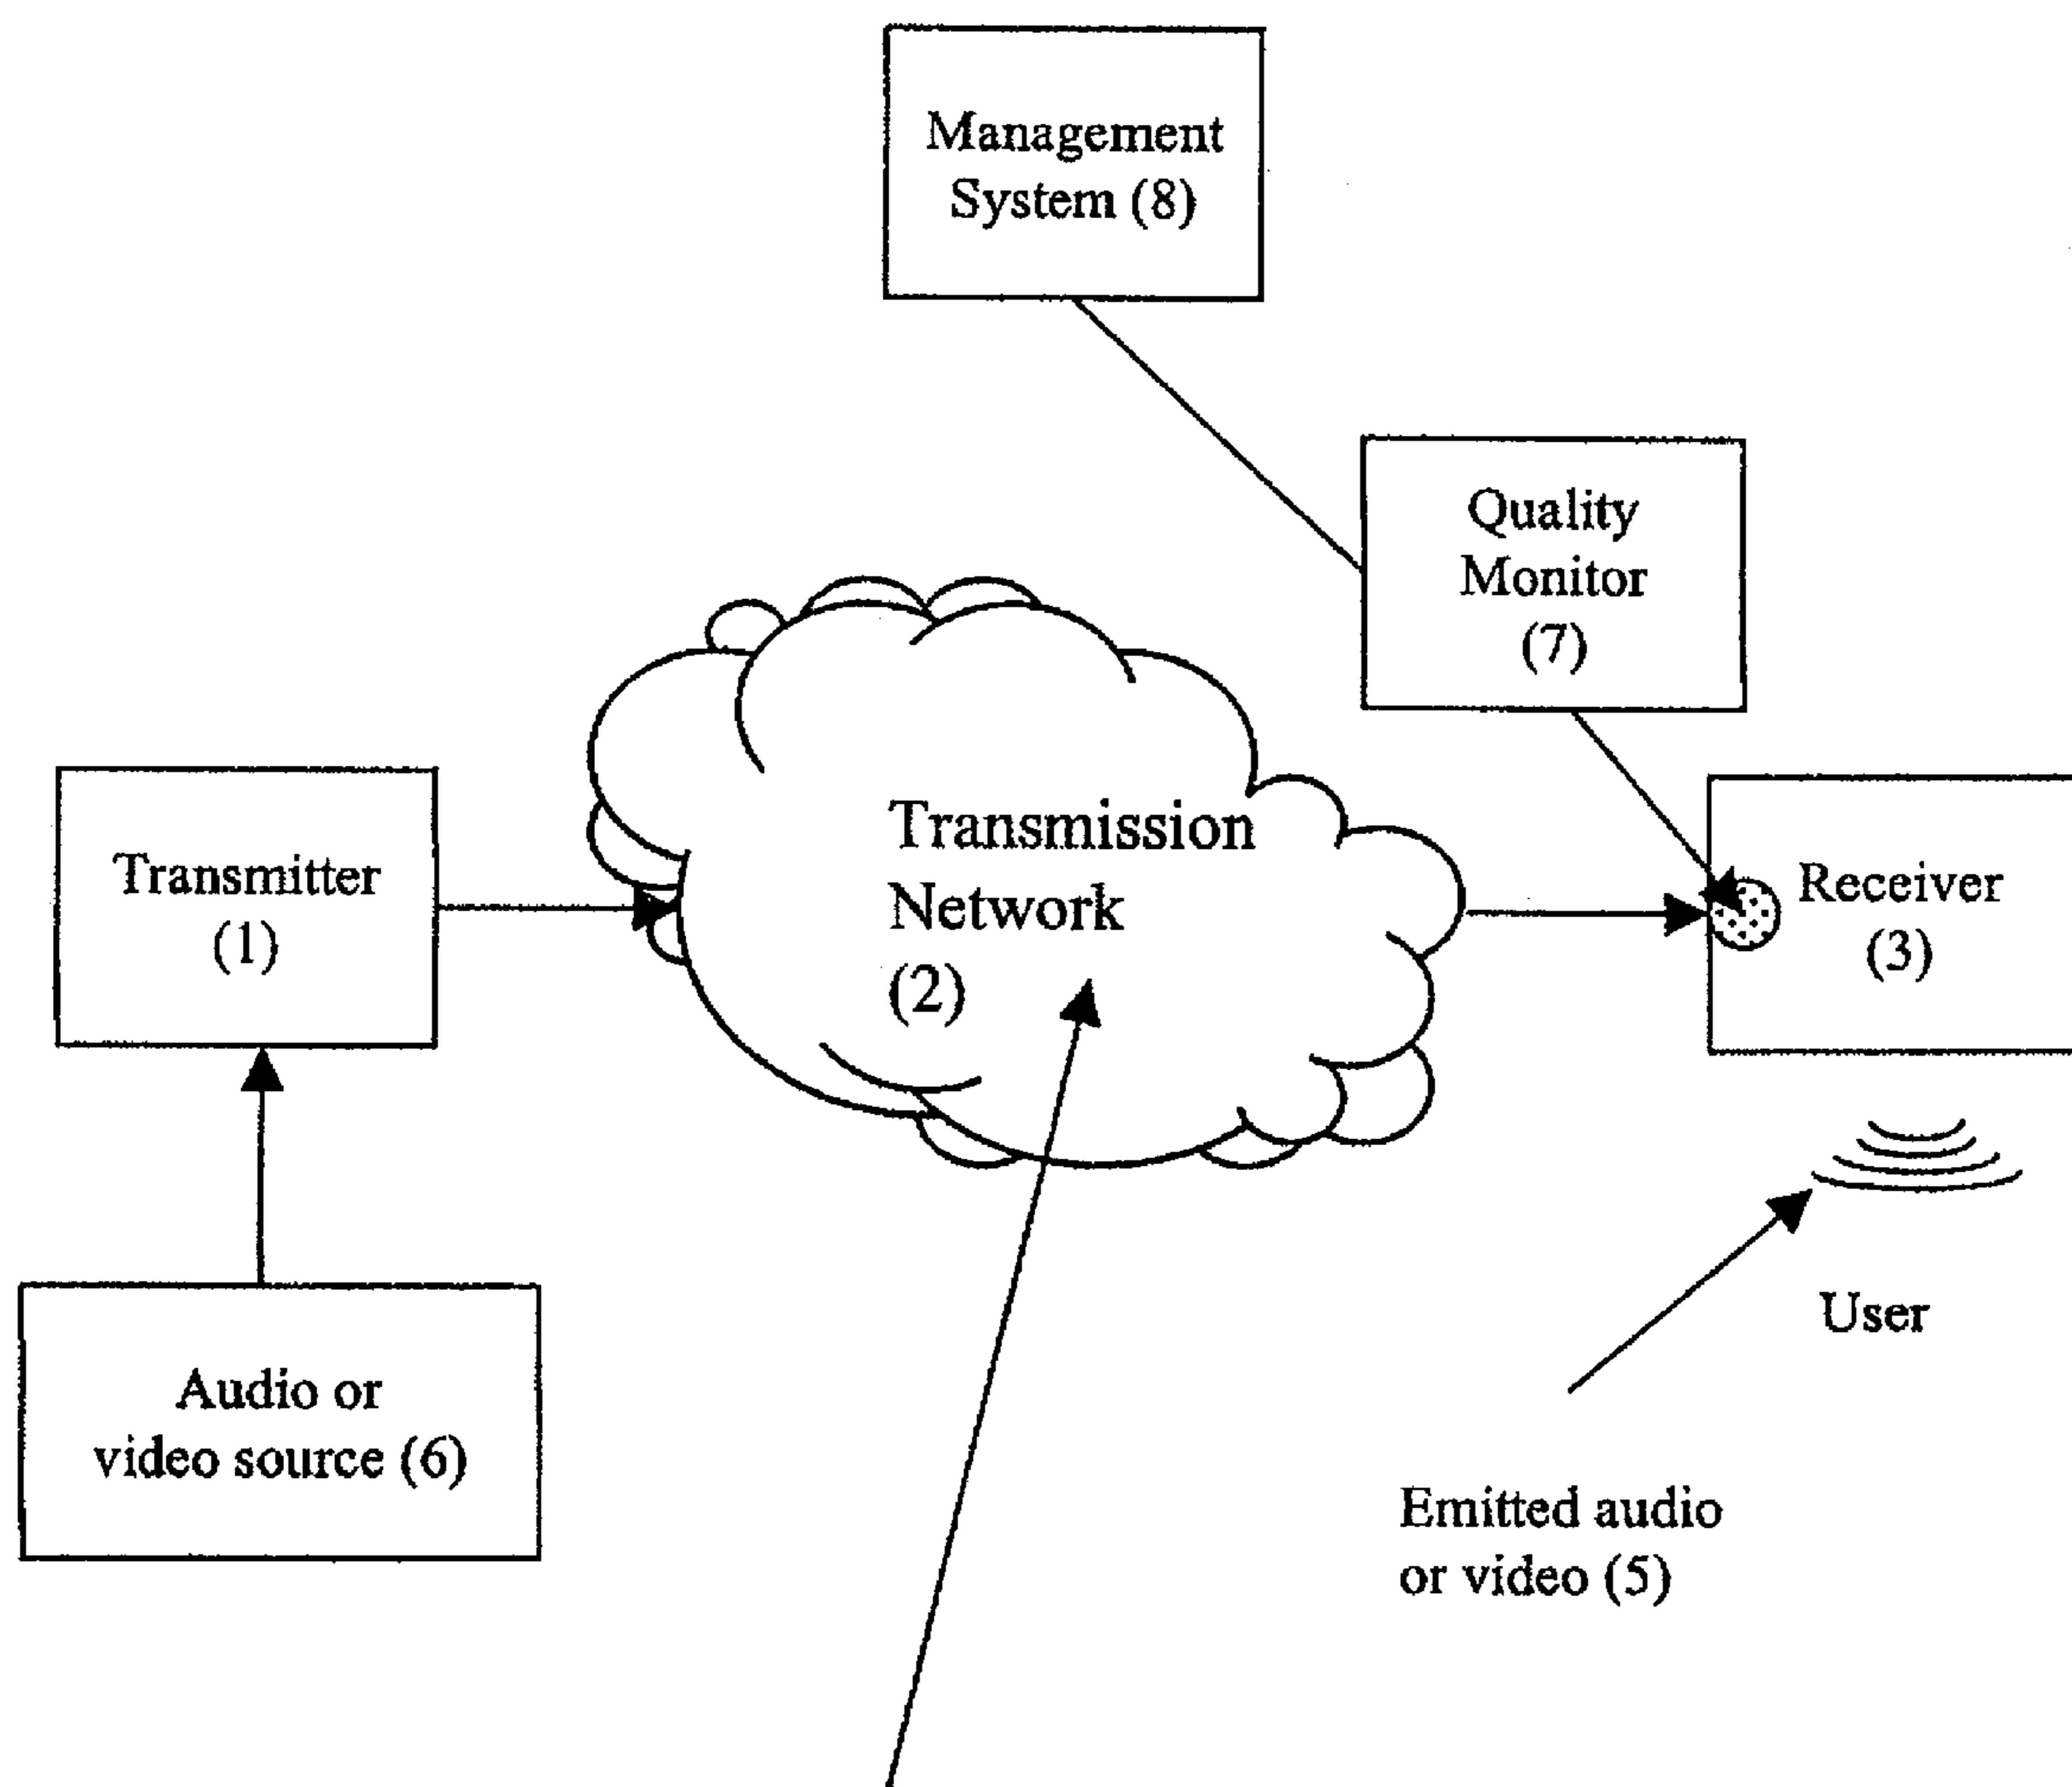 Management
System (8)
Quality
Monitor
(7)
Transmission
Network
(2)
Transmitter
(1)
Receiver
(3)
User
Audio or
video source (6)
Emitted audio
or video (5)